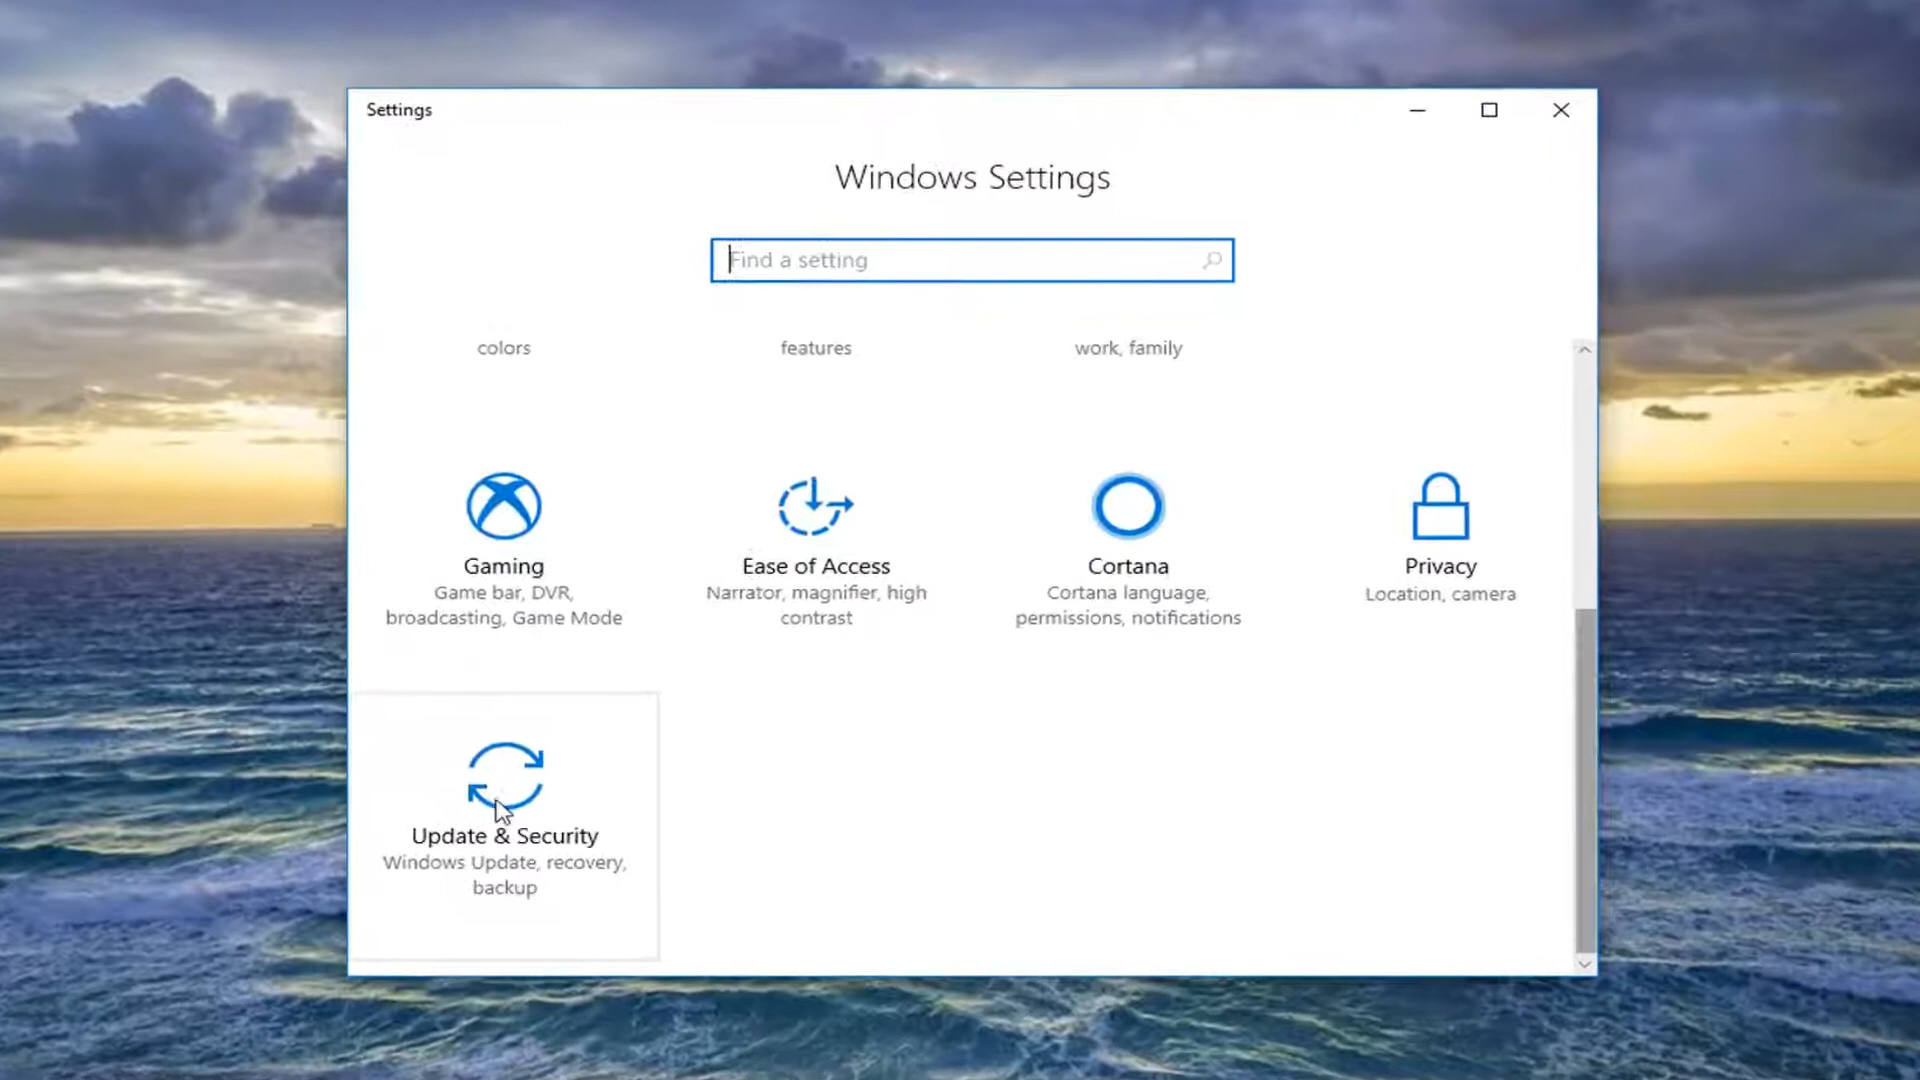 Settings
Windows Settings
Find a setting
colors
features
work, family
Gaming
Game bar, DVR,
broadcasting, Game Mode
Ease of Access
Narrator, magnifier, high
contrast
Cortana
Cortana language,
permissions, notifications
Privacy
Location, camera
Update & Security
Windows Update, recovery,
backup